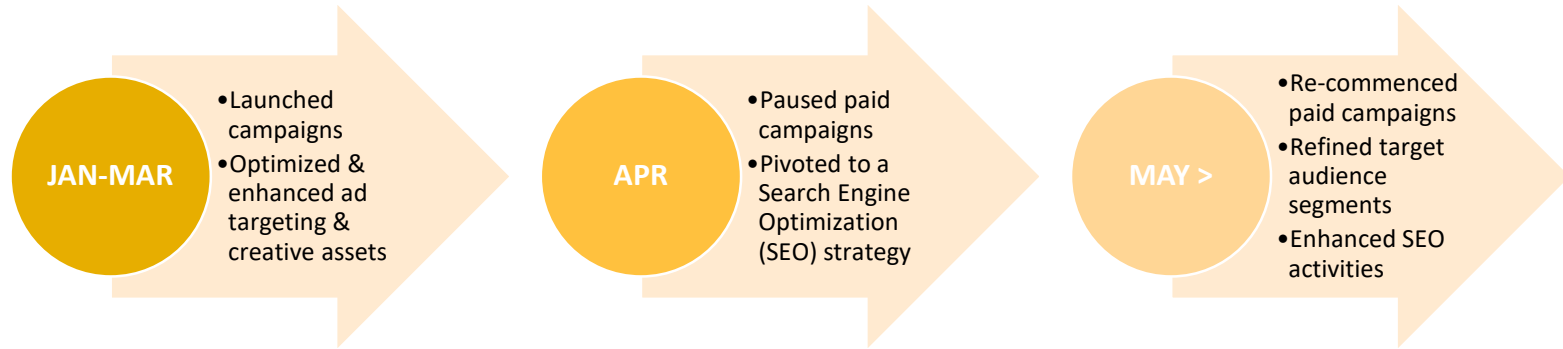 JAN-MAR
•Launched
campaigns
•Optimized &
enhanced ad
targeting &
creative assets
APR
•Paused paid
campaigns
•Pivoted to a
Search Engine
Optimization
(SEO) strategy
MAY >
•Re-commenced
paid campaigns
•Refined target
audience
segments
•Enhanced SEO
activities